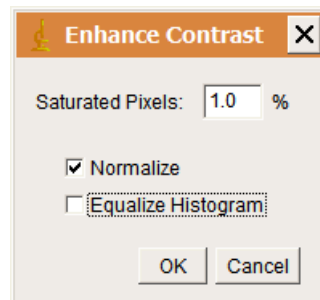 Enhance Contrast
Saturated Pixels: 1.0 %
Normalize
Equalize Histogram
OK Cancel